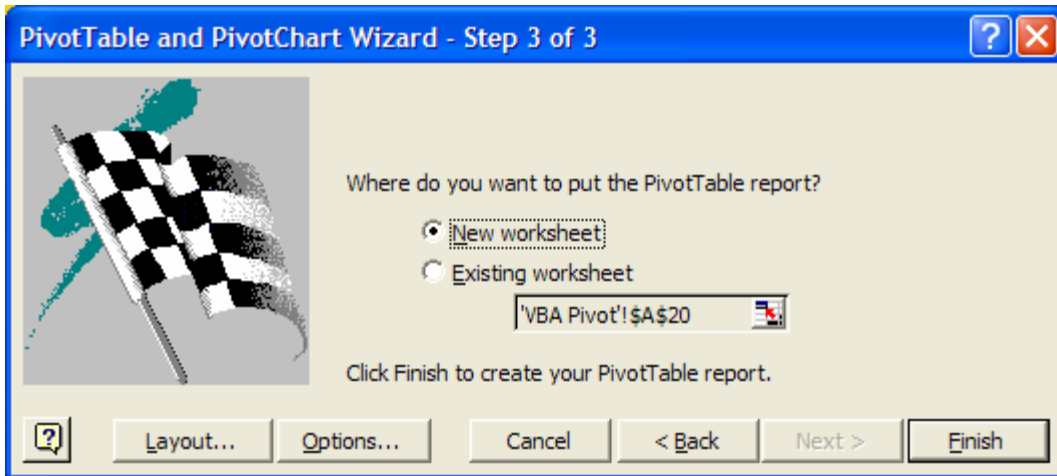 PivotTable and PivotChart Wizard - Step 3 of 3
Where do you want to put the PivotTable report?
New worksheet
Existing worksheet
'VBA Pivot'!$A$20
Click Finish to create your PivotTable report.
Layout... Options... Cancel < Back Next > Finish